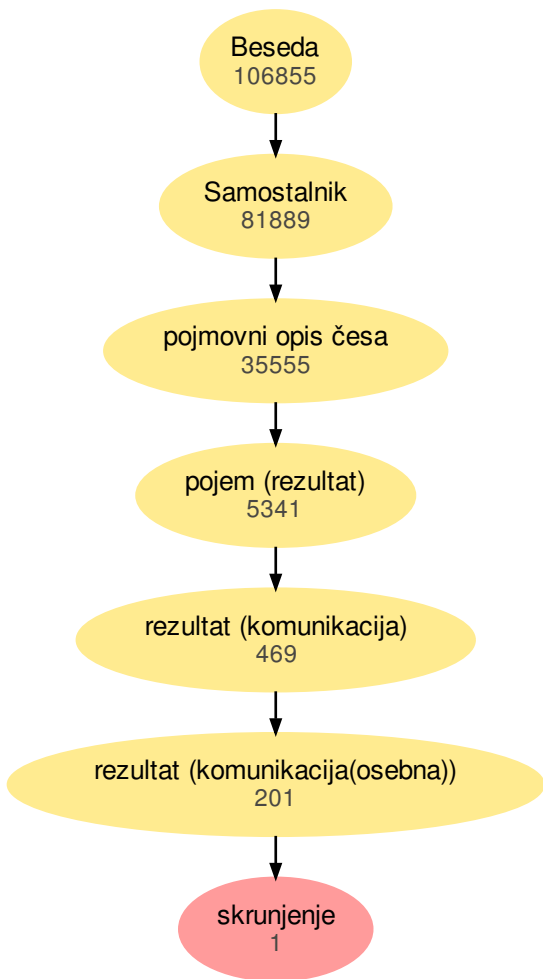 Beseda
106855
Samostalnik
81889
pojmovni opis česa
35555
pojem (rezultat)
5341
rezultat (komunikacija)
469
rezultat (komunikacija(osebna))
201
skrunjenje
1